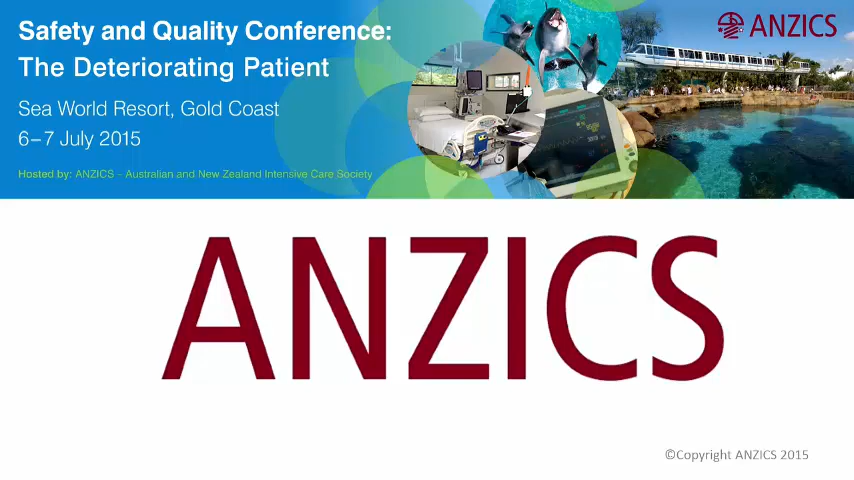 Safety and Quality Conference:
The Deteriorating Patient
Sea World Resort, Gold Coast
6–7 July 2015
Hosted by: ANZICS – Australian and New Zealand Intensive Care Society
ANZICS
ANZICS
©Copyright ANZICS 2015